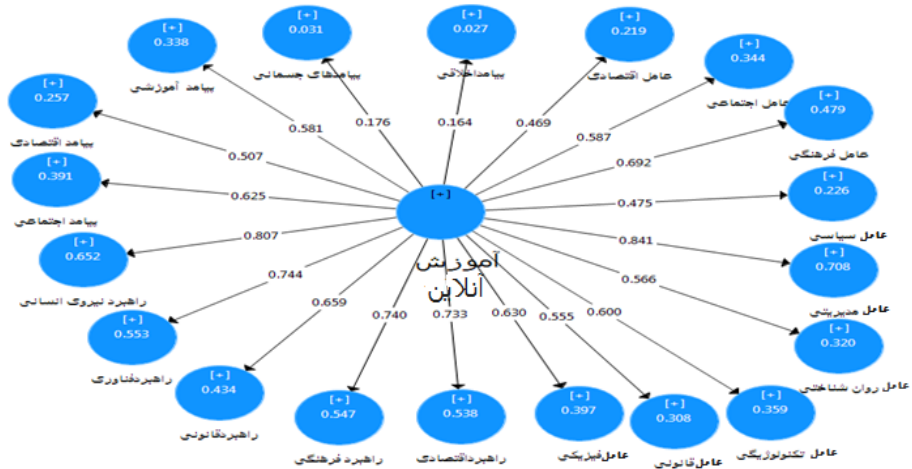 [+]
0.031
پیامدهای جسمانی
[+]
0.027
پیامداخلاقی
[+]
0.219
عامل اقتصادی
[+]
0.344
عامل اجتماعی
[+]
0.479
عامل فرهنگی
[+]
0.226
عامل سیاسی
[+]
0.708
عامل مدیریتی
[+]
0.320
عامل روان شناختی
[+]
0.359
عامل تکنولوژیگی
[+]
0.308
عاملقانونی
[+]
0.397
عاملفیزیکی
[+]
0.538
راهبرداقتصادی
[+]
0.547
راهبرد فرهنگی
[+]
0.434
راهبردقانونی
[+]
0.553
راهبردفناوری
[+]
0.652
راهبرد نیروی انسانی
[+]
0.391
پیامد اجتماعی
[+]
0.257
پیامد اقتصادی
[+]
0.338
پیامد آموزشی
0.176
0.164
0.469
0.587
0.692
0.475
0.841
0.566
0.600
0.555
0.630
0.733
0.740
0.659
0.744
0.807
0.625
0.507
0.581
[+]
آموزش
آنلاین